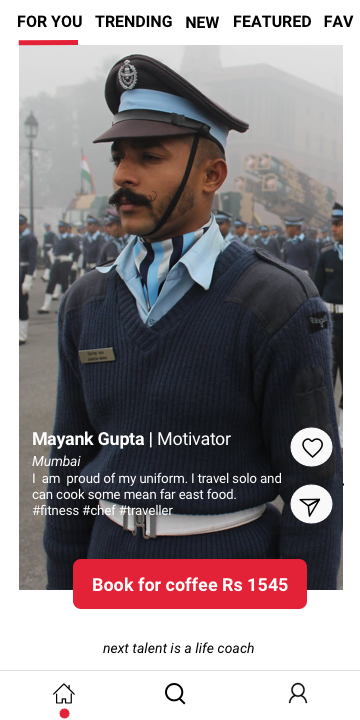 FOR YOU TRENDING NEW FEATURED FAV
Mayank Gupta | Motivator
Mumbai
I am proud of my uniform. I travel solo and
can cook some mean far east food.
#fitness #chef #traveller
Book for coffee Rs 1545
next talent is a life coach